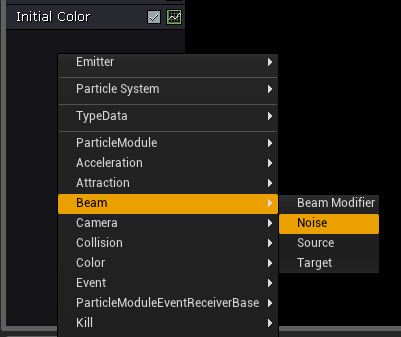 Initial Color
Emitter
Particle System
TypeData
ParticleModule
Acceleration
Attraction
Beam
Beam Modifier
Camera
Noise
Collision
Source
Color
Target
Event
ParticleModuleEventReceiverBase
Kill